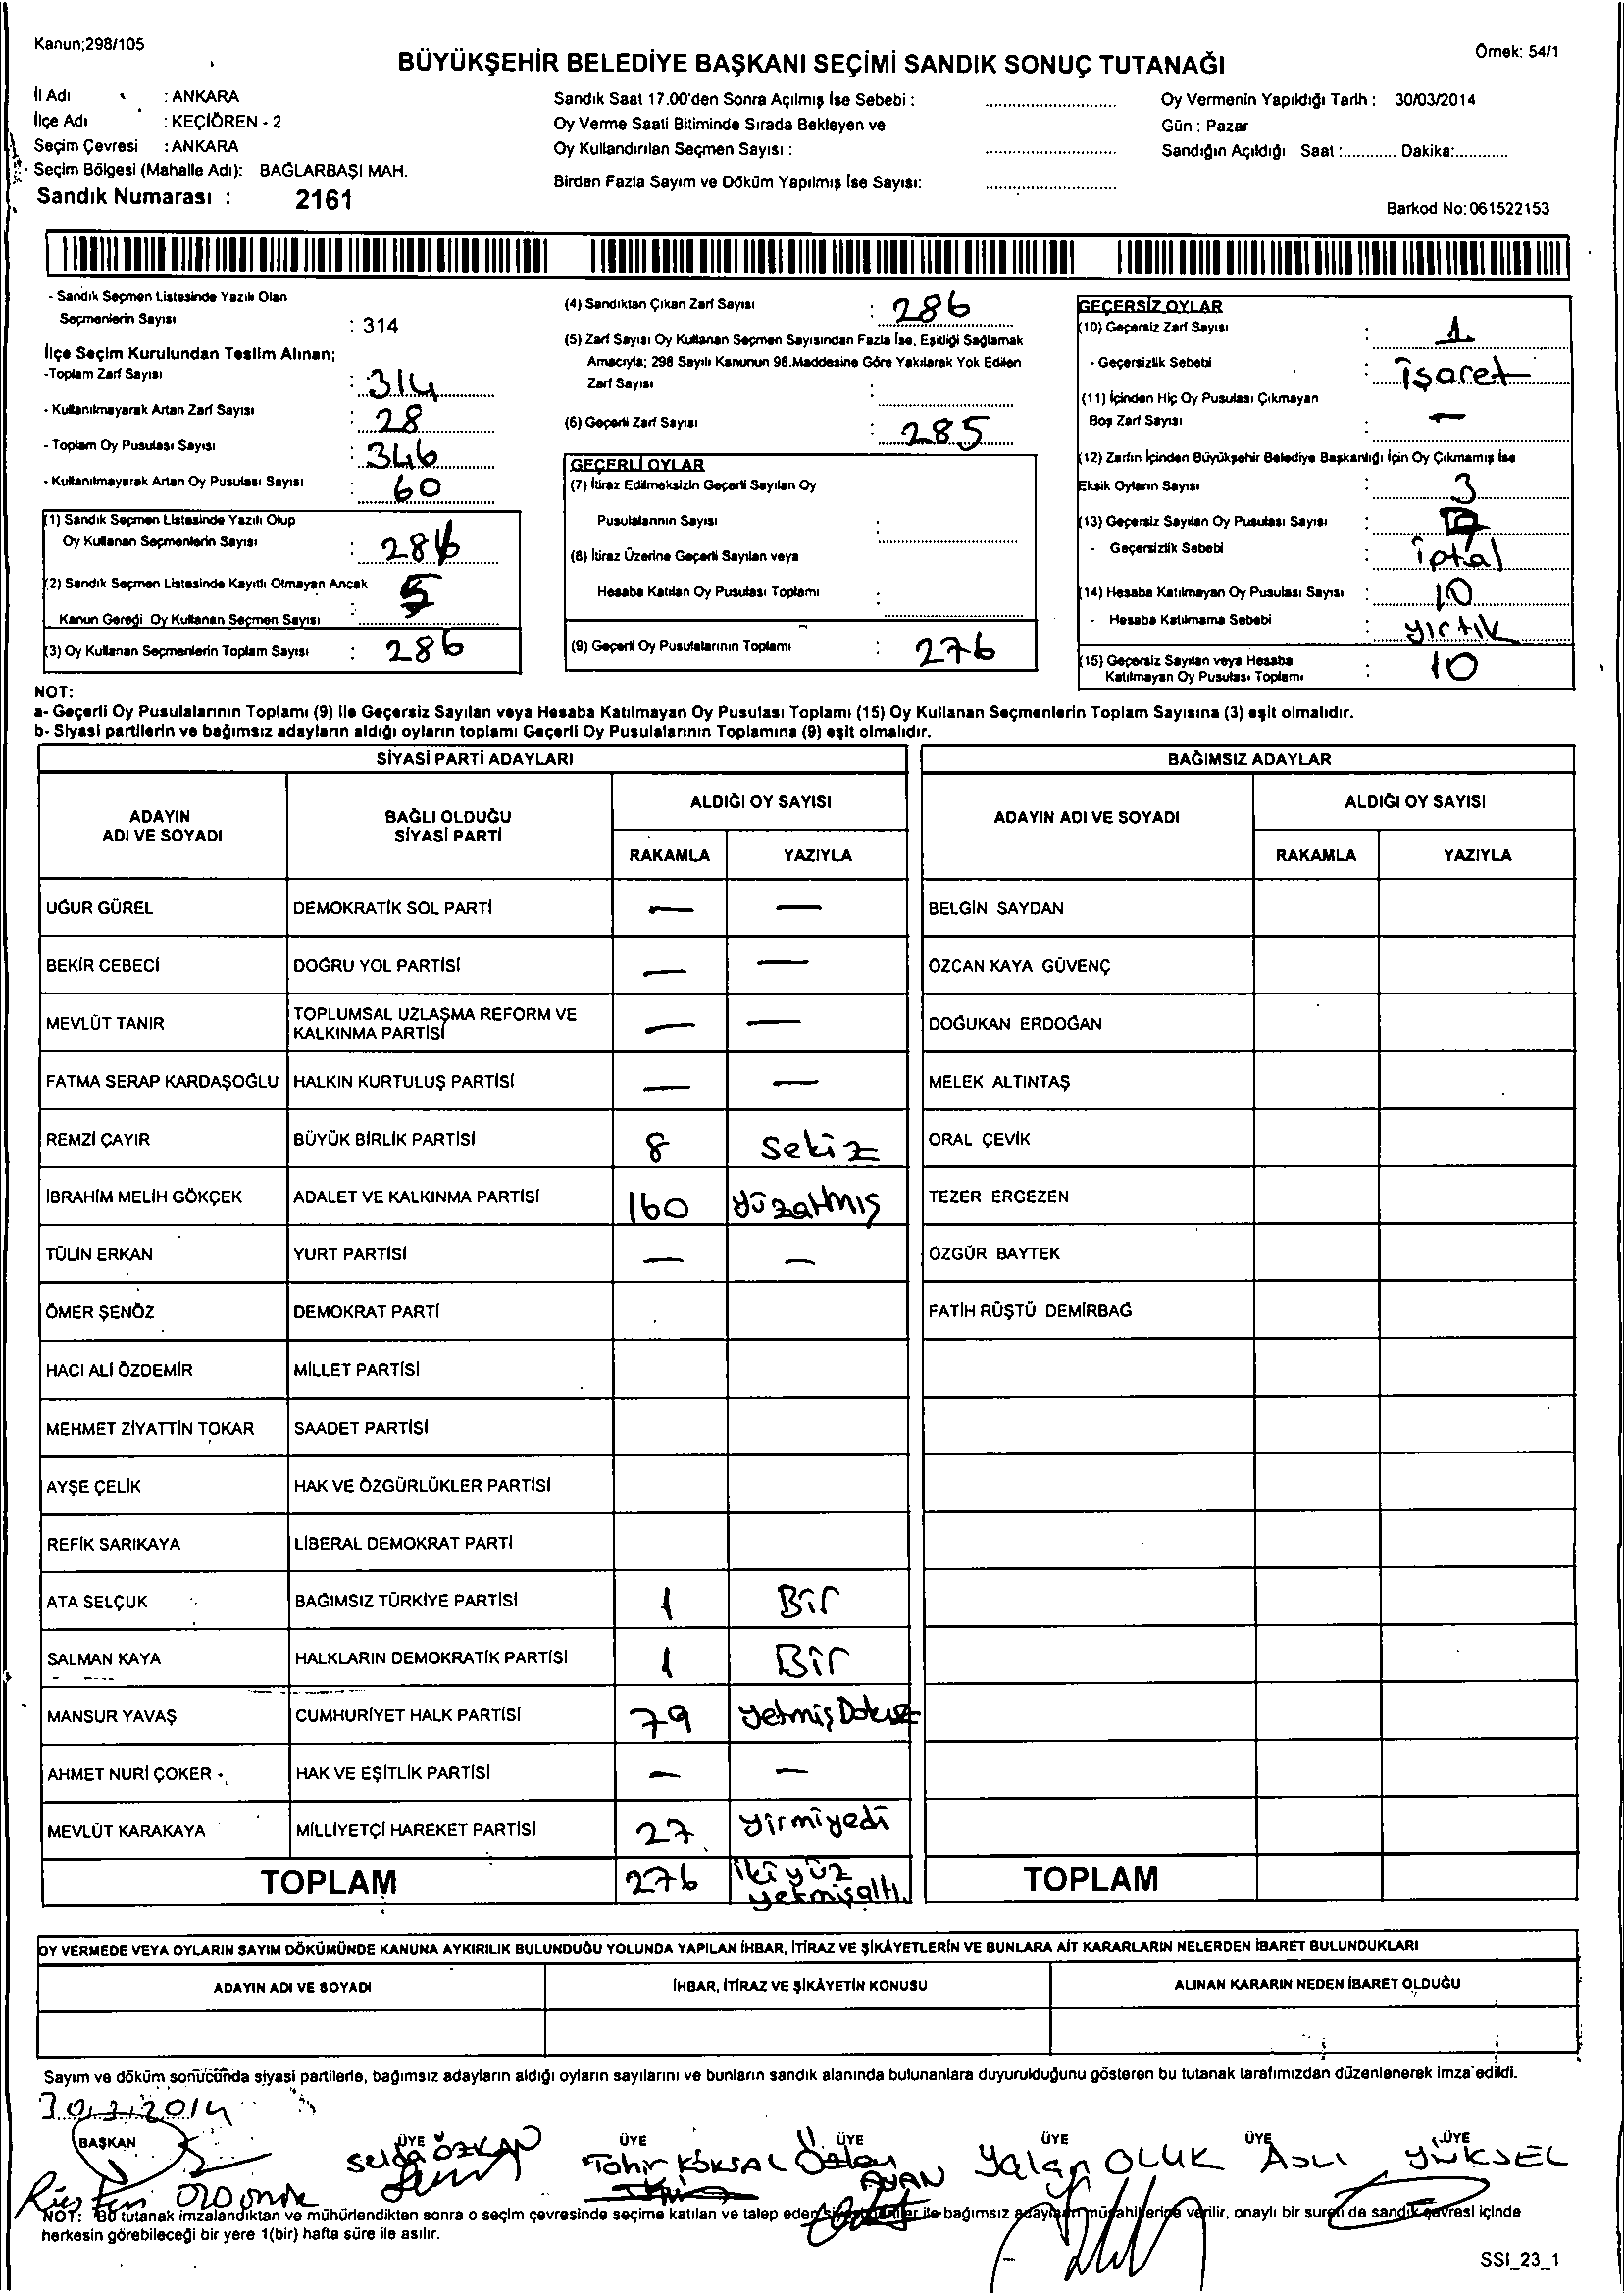 Kanun;298/105
Örnek: 54/1
BÜYÜKŞEHİR BELEDİYE BAŞKANI SEÇİMİ SANDIK SONUÇ TUTANAĞI
İl Adı : ANKARA
İlçe Adı : KEÇİÖREN - 2
Seçim Çevresi : ANKARA
Seçim Bölgesi (Mahalle Adı): BAĞLARBAŞI MAH.
Sandık Numarası : 2161
Sandık Saat 17.00'den Sonra Açılmış İse Sebebi :
Oy Verme Saati Bitiminde Sırada Bekleyen ve
Oy Kullandırılan Seçmen Sayısı :
Birden Fazla Sayım ve Döküm Yapılmış İse Sayısı:
Oy Vermenin Yapıldığı Tarih : 30/03/2014
Gün : Pazar
Sandığın Açıldığı Saat :............ Dakika:............
Barkod No: 061522153
- Sandık Seçmen Listesinde Yazılı Olan
Seçmenlerin Sayısı : 314
İlçe Seçim Kurulundan Teslim Alınan;
-Toplam Zarf Sayısı : 314
- Kullanılmayarak Artan Zarf Sayısı : 28
- Toplam Oy Pusulası Sayısı : 346
- Kullanılmayarak Artan Oy Pusulası Sayısı : 60
(1) Sandık Seçmen Listesinde Yazılı Olup
Oy Kullanan Seçmenlerin Sayısı : 286
(2) Sandık Seçmen Listesinde Kayıtlı Olmayan Ancak
Kanun Gereği Oy Kullanan Seçmen Sayısı : 5
(3) Oy Kullanan Seçmenlerin Toplam Sayısı : 286
(4) Sandıktan Çıkan Zarf Sayısı : 286
(5) Zarf Sayısı Oy Kullanan Seçmen Sayısından Fazla İse, Eşitliği Sağlamak
Amacıyla; 298 Sayılı Kanunun 98.Maddesine Göre Yakılarak Yok Edilen
Zarf Sayısı :
(6) Geçerli Zarf Sayısı : 285
GEÇERLİ OYLAR
(7) İtiraz Edilmeksizin Geçerli Sayılan Oy
Pusulalarının Sayısı :
(8) İtiraz Üzerine Geçerli Sayılan veya
Hesaba Katılan Oy Pusulası Toplamı :
(9) Geçerli Oy Pusulalarının Toplamı : 276
GEÇERSİZ OYLAR
(10) Geçersiz Zarf Sayısı : 1
- Geçersizlik Sebebi : işaret
(11) İçinden Hiç Oy Pusulası Çıkmayan
Boş Zarf Sayısı : —
(12) Zarfın İçinden Büyükşehir Belediye Başkanlığı İçin Oy Çıkmamış İse
Eksik Oyların Sayısı : 3
(13) Geçersiz Sayılan Oy Pusulası Sayısı :
- Geçersizlik Sebebi : iptal
(14) Hesaba Katılmayan Oy Pusulası Sayısı : 10
- Hesaba Katılmama Sebebi : yırtık
(15) Geçersiz Sayılan veya Hesaba
Katılmayan Oy Pusulası Toplamı : 10
NOT:
a- Geçerli Oy Pusulalarının Toplamı (9) ile Geçersiz Sayılan veya Hesaba Katılmayan Oy Pusulası Toplamı (15) Oy Kullanan Seçmenlerin Toplam Sayısına (3) eşit olmalıdır.
b- Siyasi partilerin ve bağımsız adayların aldığı oyların toplamı Geçerli Oy Pusulalarının Toplamına (9) eşit olmalıdır.
SİYASİ PARTİ ADAYLARI BAĞIMSIZ ADAYLAR
ADAYIN ADI VE SOYADI BAĞLI OLDUĞU SİYASİ PARTİ ALDIĞI OY SAYISI ADAYIN ADI VE SOYADI ALDIĞI OY SAYISI
RAKAMLA YAZIYLA RAKAMLA YAZIYLA
UĞUR GÜREL DEMOKRATİK SOL PARTİ — — BELGİN SAYDAN
BEKİR CEBECİ DOĞRU YOL PARTİSİ — — ÖZCAN KAYA GÜVENÇ
MEVLÜT TANIR TOPLUMSAL UZLAŞMA REFORM VE KALKINMA PARTİSİ — — DOĞUKAN ERDOĞAN
FATMA SERAP KARDAŞOĞLU HALKIN KURTULUŞ PARTİSİ — — MELEK ALTINTAŞ
REMZİ ÇAYIR BÜYÜK BİRLİK PARTİSİ 8 Sekiz ORAL ÇEVİK
İBRAHİM MELİH GÖKÇEK ADALET VE KALKINMA PARTİSİ 160 yüzatmış TEZER ERGEZEN
TÜLİN ERKAN YURT PARTİSİ — — ÖZGÜR BAYTEK
ÖMER ŞENÖZ DEMOKRAT PARTİ FATİH RÜŞTÜ DEMİRBAĞ
HACI ALİ ÖZDEMİR MİLLET PARTİSİ
MEHMET ZİYATTİN TOKAR SAADET PARTİSİ
AYŞE ÇELİK HAK VE ÖZGÜRLÜKLER PARTİSİ
REFİK SARIKAYA LİBERAL DEMOKRAT PARTİ
ATA SELÇUK BAĞIMSIZ TÜRKİYE PARTİSİ 1 Bir
SALMAN KAYA HALKLARIN DEMOKRATİK PARTİSİ 1 Bir
MANSUR YAVAŞ CUMHURİYET HALK PARTİSİ 79 yetmişDokuz
AHMET NURİ ÇOKER HAK VE EŞİTLİK PARTİSİ — —
MEVLÜT KARAKAYA MİLLİYETÇİ HAREKET PARTİSİ 27 yirmiyedi
TOPLAM 276 ikiyüz yetmişaltı TOPLAM
OY VERMEDE VEYA OYLARIN SAYIM DÖKÜMÜNDE KANUNA AYKIRILIK BULUNDUĞU YOLUNDA YAPILAN İHBAR, İTİRAZ VE ŞİKÂYETLERİN VE BUNLARA AİT KARARLARIN NELERDEN İBARET BULUNDUKLARI
ADAYIN ADI VE SOYADI İHBAR, İTİRAZ VE ŞİKÂYETİN KONUSU ALINAN KARARIN NEDEN İBARET OLDUĞU
Sayım ve döküm sonucunda siyasi partilerle, bağımsız adayların aldığı oyların sayılarını ve bunların sandık alanında bulunanlara duyurulduğunu gösteren bu tutanak tarafımızdan düzenlenerek imza edildi.
30.3.2014
BAŞKAN ÜYE ÜYE ÜYE ÜYE ÜYE ÜYE
Selda ÖZKAN Tahir KÖKSAL Özlem AYAN Yalan OLUK Aslı YÜKSEL
NOT: Bu tutanak imzalandıktan ve mühürlendikten sonra o seçim çevresinde seçime katılan ve talep eden siyasi partiler ile bağımsız adayların müşahitlerine verilir, onaylı bir sureti de sandık çevresi içinde
herkesin görebileceği bir yere 1(bir) hafta süre ile asılır.
SSI_23_1